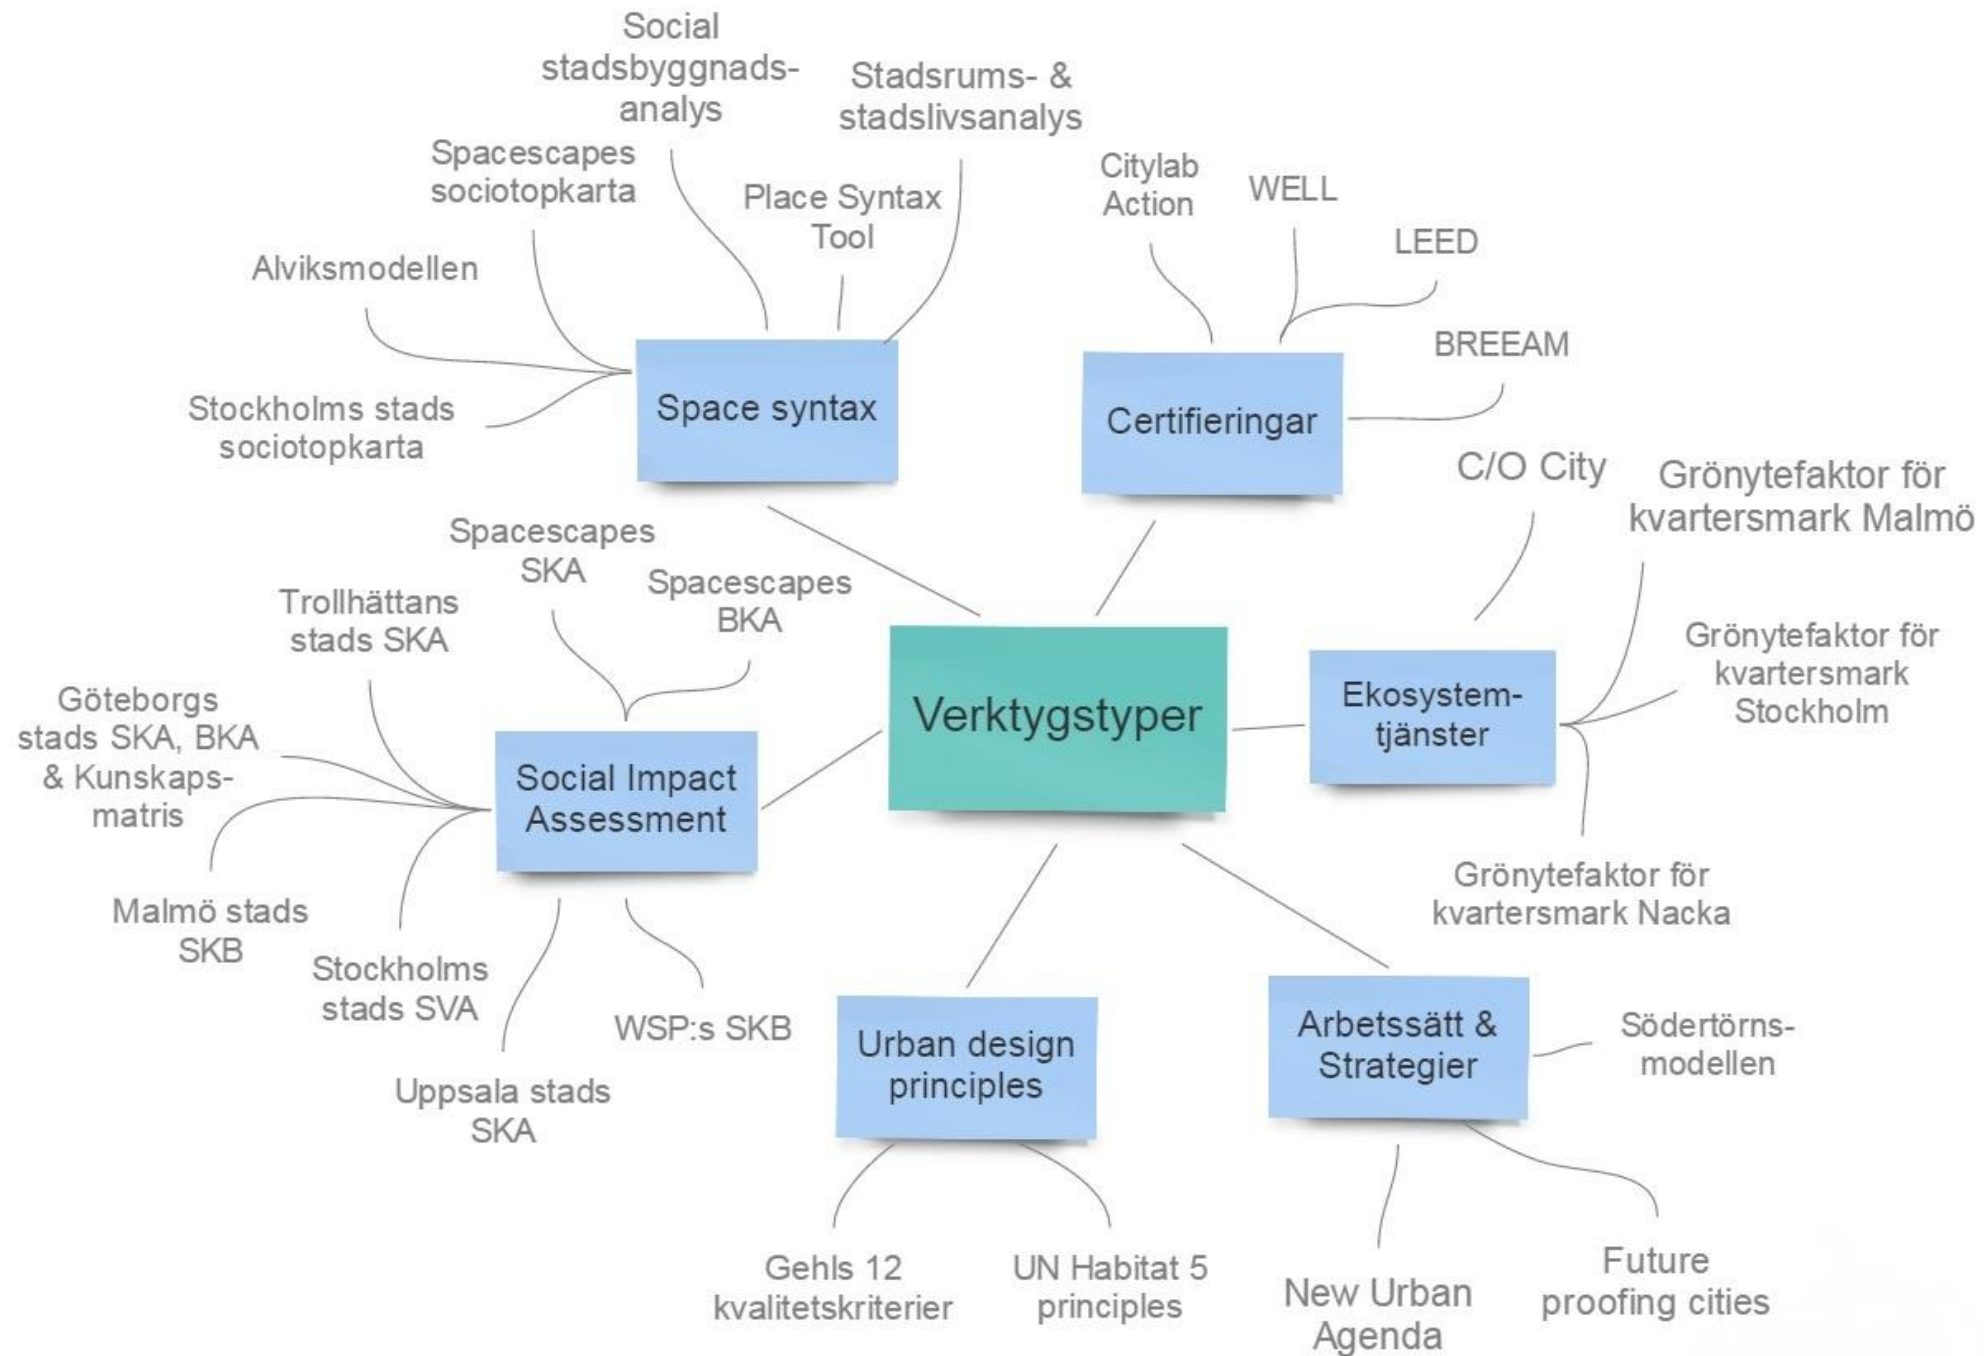 Social
stadsbyggnads-
analys
Stadsrums- &
stadslivsanalys
Spacescapes
sociotopkarta
Place Syntax
Tool
Alviksmodellen
Stockholms stads
sociotopkarta
Space syntax
Citylab
Action
WELL
LEED
BREEAM
Certifieringar
C/O City
Grönytefaktor för
kvartersmark Malmö
Grönytefaktor för
kvartersmark
Stockholm
Ekosystem-
tjänster
Grönytefaktor för
kvartersmark Nacka
Verktygstyper
Spacescapes
SKA
Spacescapes
BKA
Trollhättans
stads SKA
Göteborgs
stads SKA, BKA
& Kunskaps-
matris
Social Impact
Assessment
Malmö stads
SKB
Stockholms
stads SVA
Uppsala stads
SKA
WSP:s SKB
Urban design
principles
Gehls 12
kvalitetskriterier
UN Habitat 5
principles
Arbetssätt &
Strategier
Södertörns-
modellen
New Urban
Agenda
Future
proofing cities